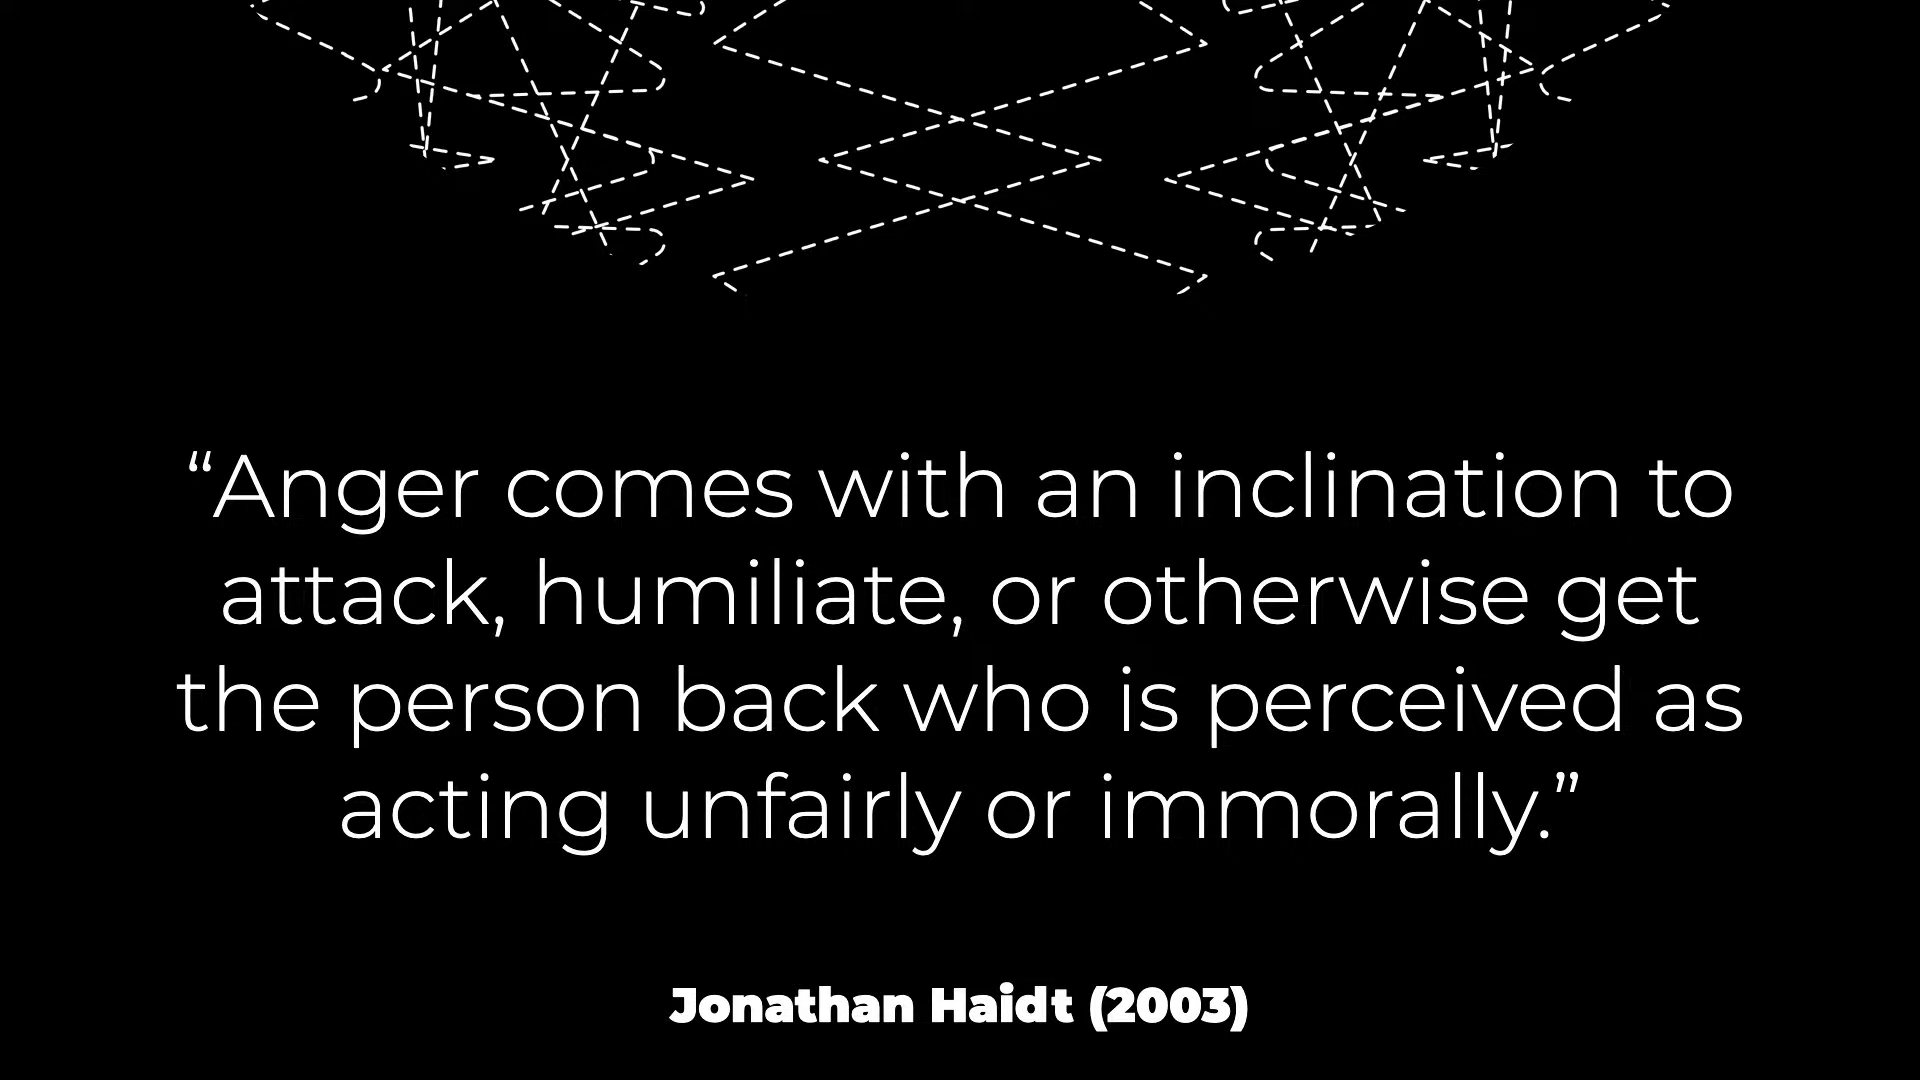 “Anger comes with an inclination to
attack, humiliate, or otherwise get
the person back who is perceived as
acting unfairly or immorally.”
Jonathan Haidt (2003)